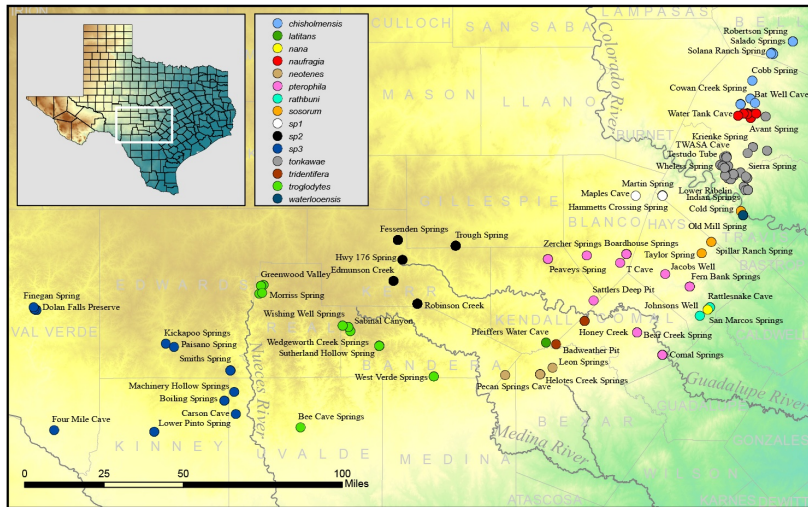 chisholmensis
latitans
nana
naufragia
neotenes
pterophila
rathbuni
sosorum
sp1
sp2
sp3
tonkawae
tridentifera
troglodytes
waterlooensis
LAMPASAS
SAN SABA
BELL
Robertson Spring
Salado Springs
Solana Ranch Spring
Colorado River
Cobb Spring
MASON
LLANO
Cowan Creek Spring
Bat Well Cave
Water Tank Cave
BURNET
Avant Spring
Krienke Spring
TWASA Cave
Testudo Tube
Wheless Spring
Sierra Spring
Martin Spring
Maples Cave
Lower Ribelin
Indian Springs
GILLESPIE
Hammetts Crossing Spring
Cold Spring
BLANCO
HAYS
Old Mill Spring
Fessenden Springs
Trough Spring
Zercher Springs
Boardhouse Springs
Taylor Spring
Spillar Ranch Spring
Hwy 176 Spring
Peaveys Spring
T Cave
Jacobs Well
Edmunson Creek
Greenwood Valley
Fern Bank Springs
EDWARDS
KERR
Sattlers Deep Pit
Rattlesnake Cave
Morriss Spring
Finegan Spring
Dolan Falls Preserve
Robinson Creek
Johnsons Well
San Marcos Springs
Wishing Well Springs
Sabinal Canyon
KENDALL
COMAL
VAL VERDE
REAL
Honey Creek
Bear Creek Spring
Kickapoo Springs
Paisano Spring
Wedgeworth Creek Springs
Pfeiffers Water Cave
Sutherland Hollow Spring
Badweather Pit
Comal Springs
Smiths Spring
BANDERA
Leon Springs
Nueces River
West Verde Springs
Pecan Springs Cave
Helotes Creek Springs
Guadalupe River
Machinery Hollow Springs
Boiling Springs
Carson Cave
Lower Pinto Spring
Four Mile Cave
Bee Cave Springs
BEXAR
KINNEY
UVALDE
MEDINA
Medina River
GONZALES
WILSON
0 25 50 100
Miles
ATASCOSA